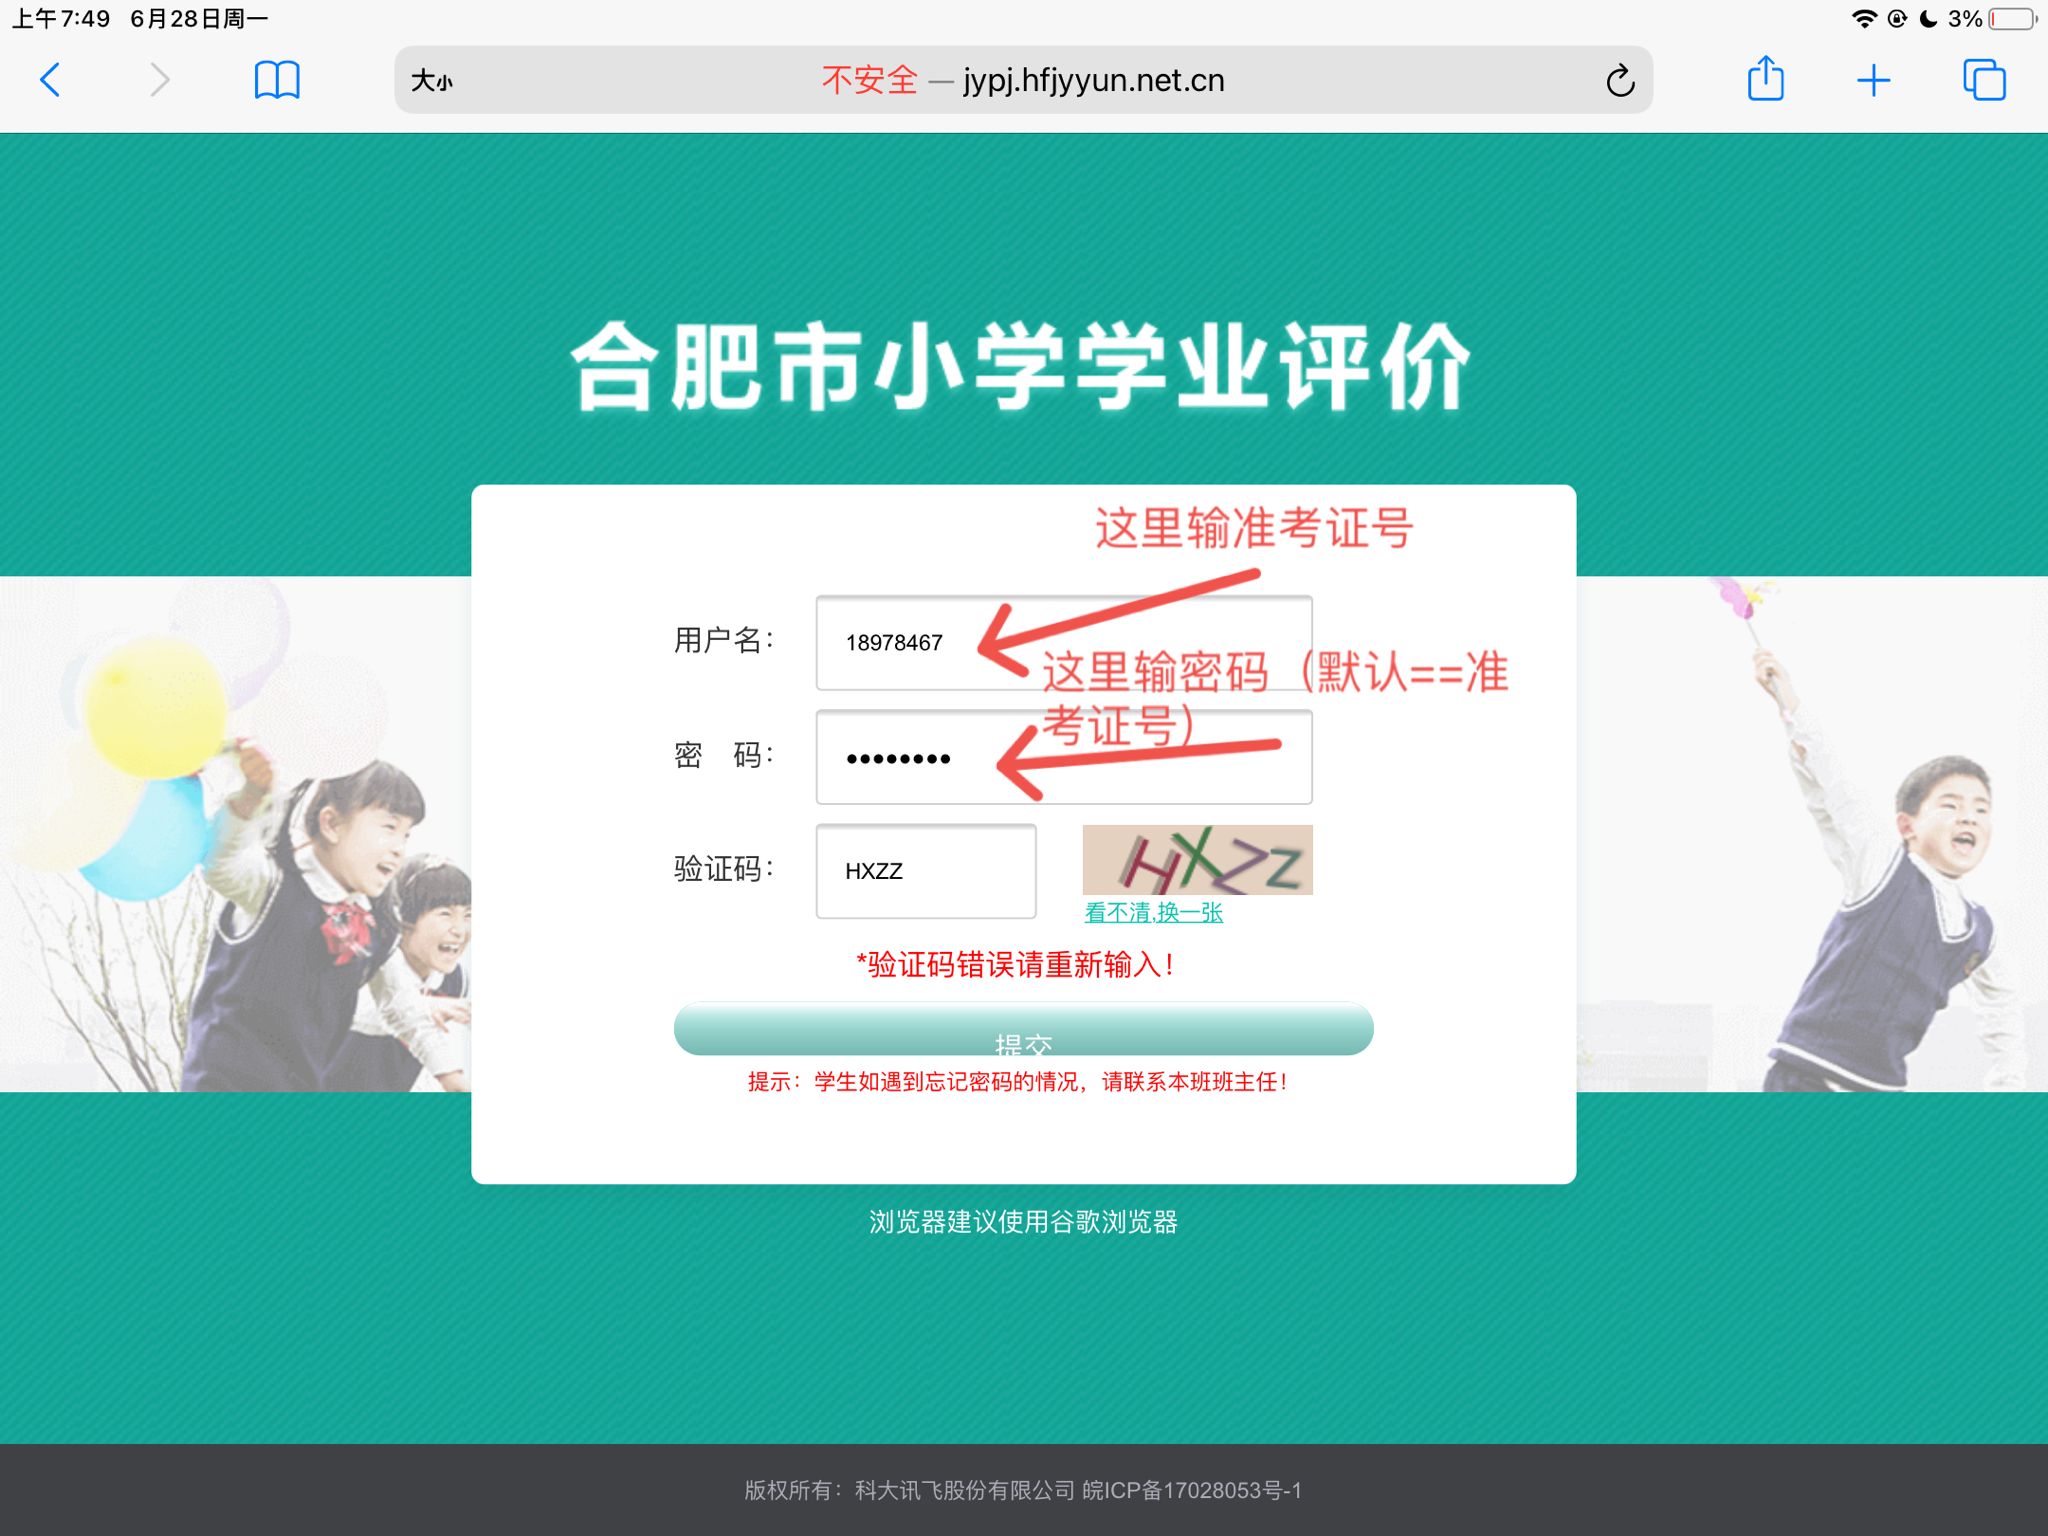 上午7:49 6月28日周一
3%
大小
不安全 — jypj.hfjyyun.net.cn
合肥市小学学业评价
这里输准考证号
用户名：
18978467
这里输密码（默认==准
考证号）
密 码：
••••••••
验证码：
HXZZ
HXZZ
看不清,换一张
*验证码错误请重新输入！
提交
提示：学生如遇到忘记密码的情况，请联系本班班主任！
浏览器建议使用谷歌浏览器
版权所有：科大讯飞股份有限公司 皖ICP备17028053号-1